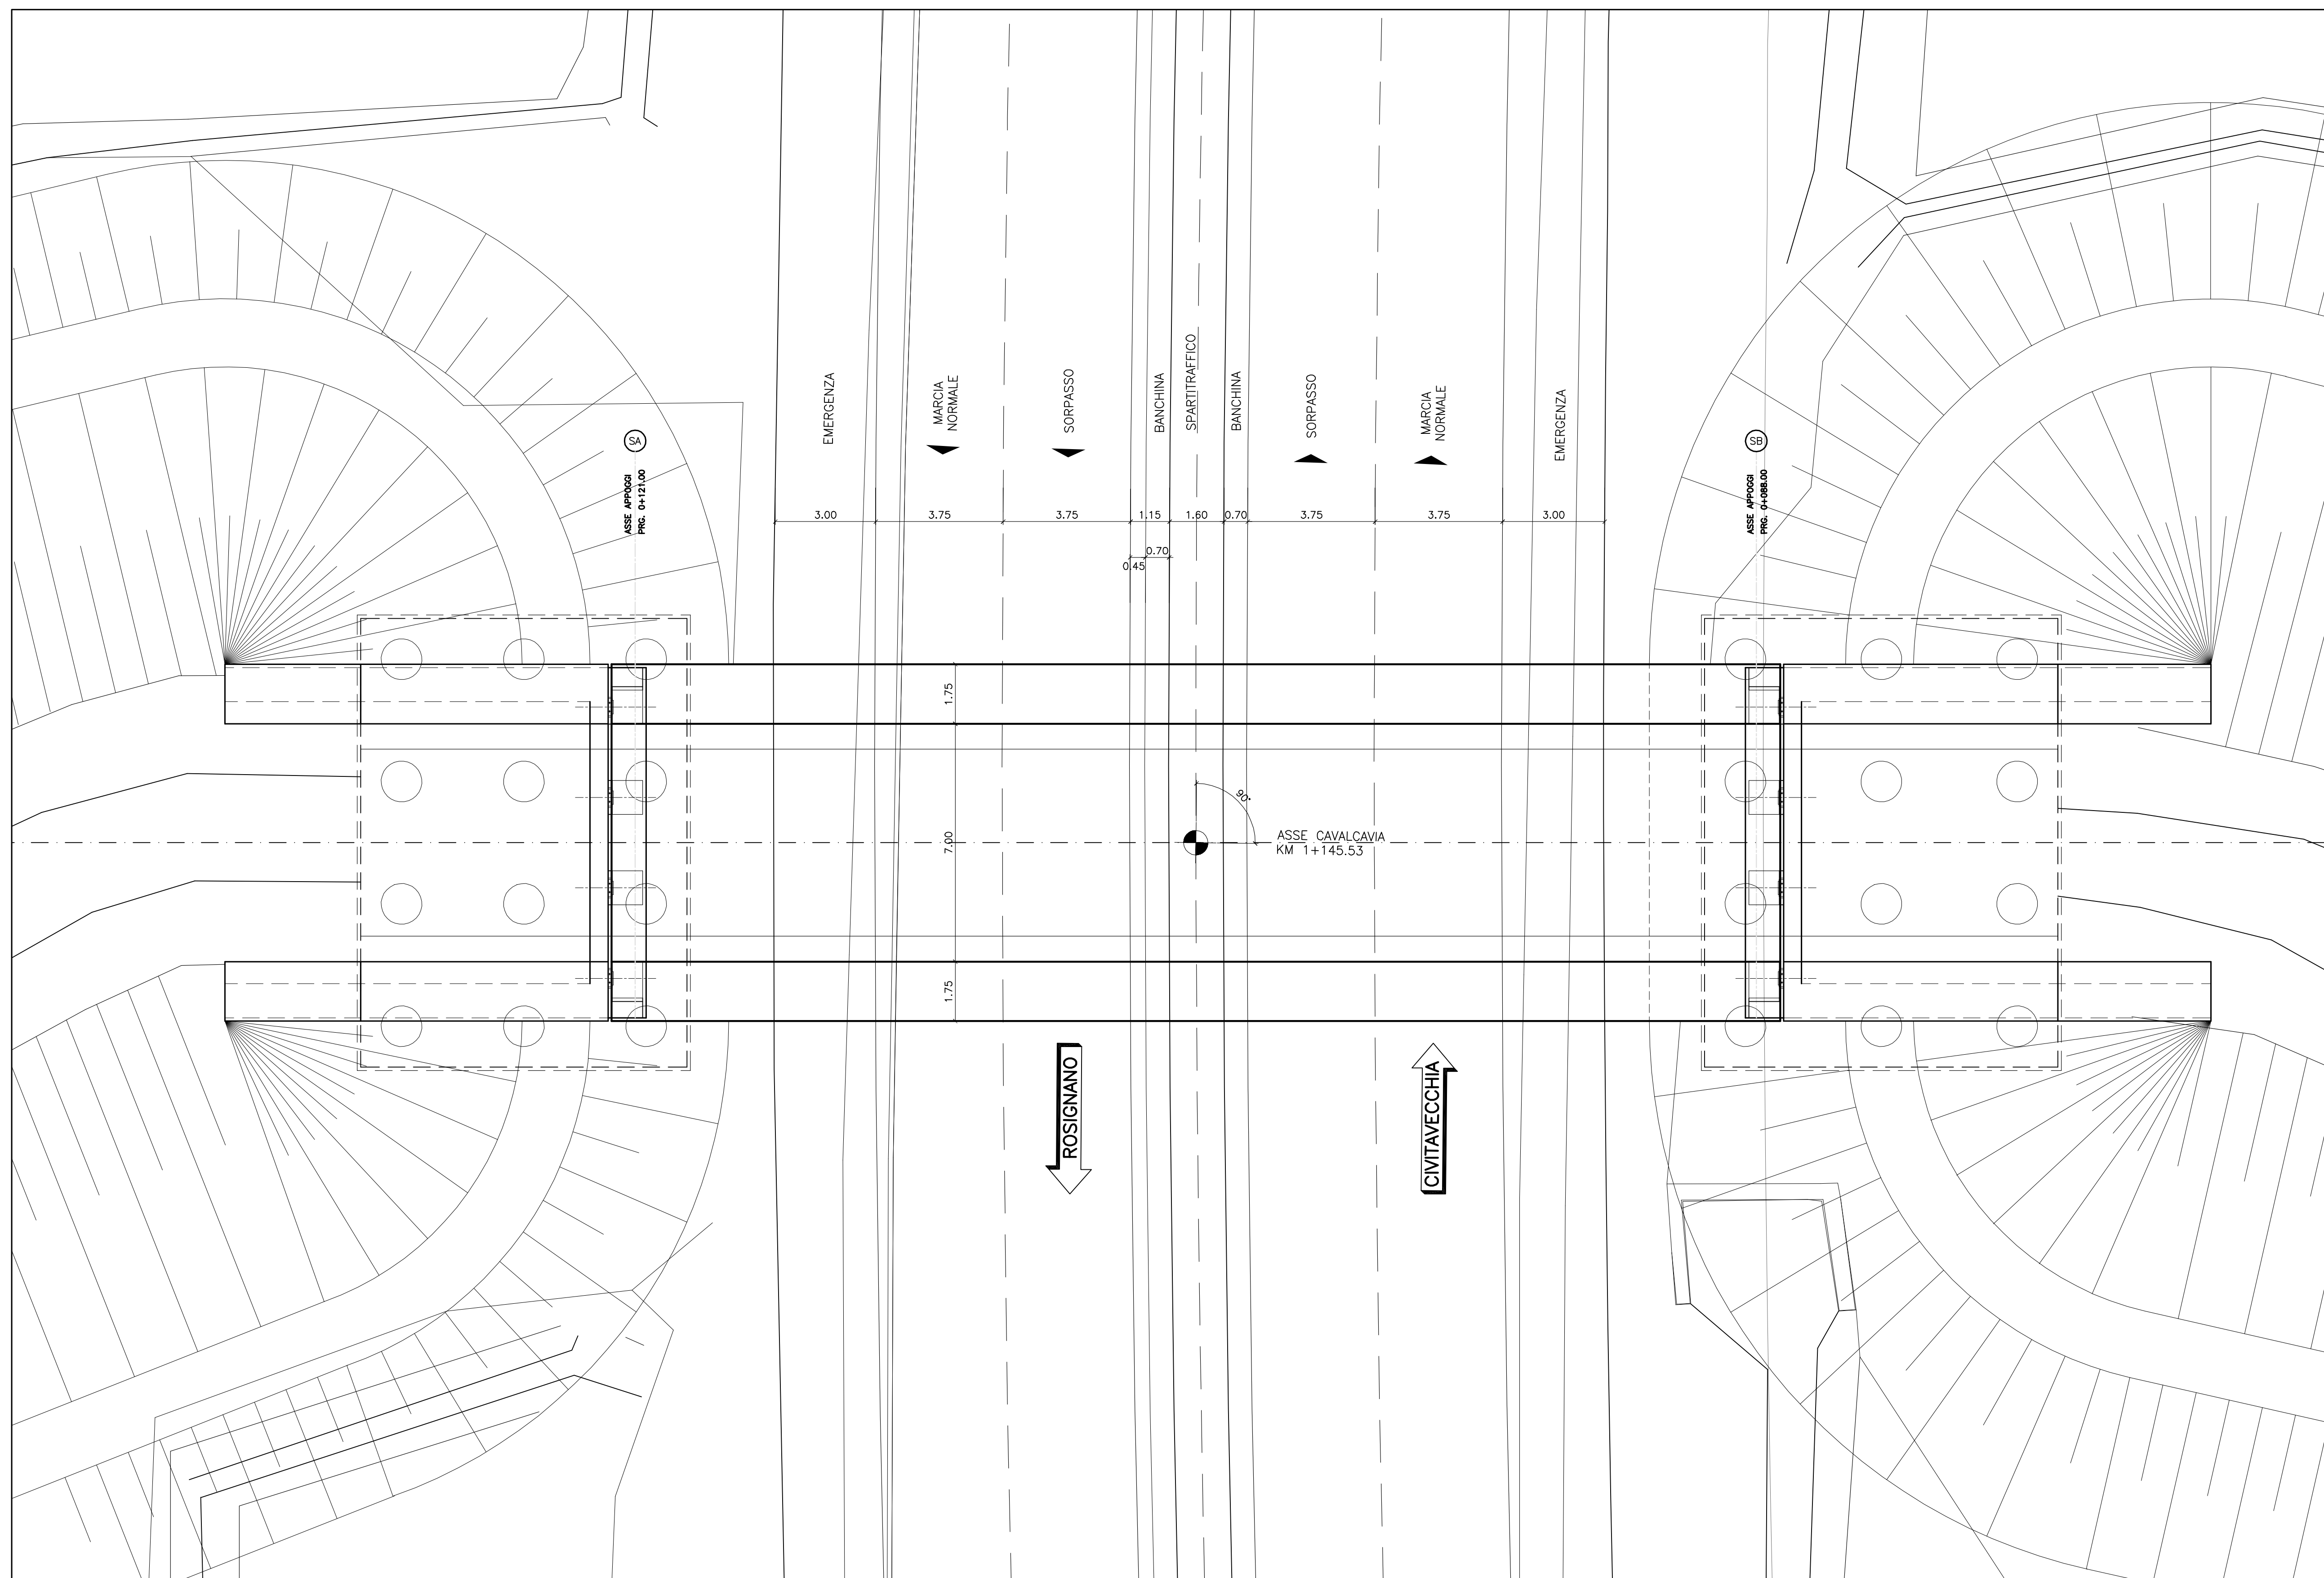 EMERGENZA
MARCIA
NORMALE
SORPASSO
BANCHINA
SPARTITRAFFICO
BANCHINA
SORPASSO
MARCIA
NORMALE
EMERGENZA
SA
ASSE APPOGGI
PRG. 0+121.00
SB
ASSE APPOGGI
PRG. 0+088.00
3.00
3.75
3.75
1.15
1.60
0.70
3.75
3.75
3.00
0.70
0.45
1.75
7.00
1.75
90°
ASSE CAVALCAVIA
KM 1+145.53
ROSIGNANO
CIVITAVECCHIA